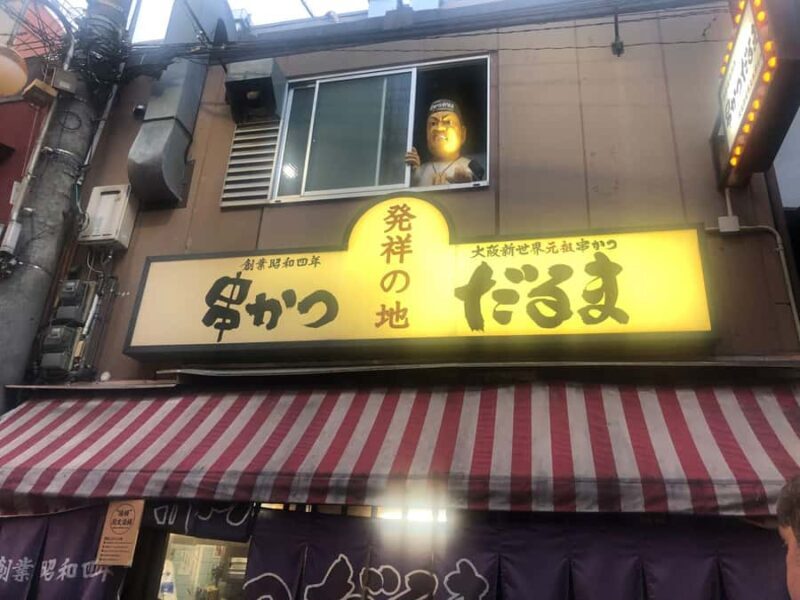 創業昭和四年
串かつ
発祥の地
大阪新世界元祖串かつ
だるま
創業昭和四年